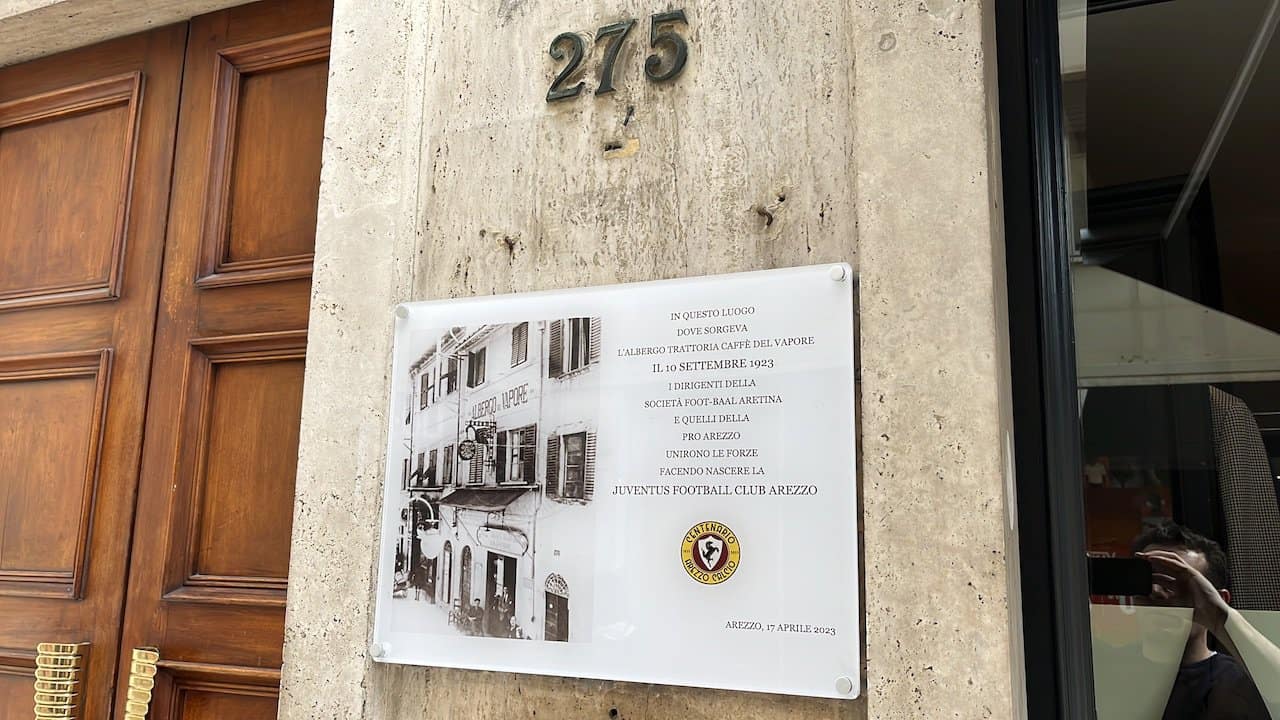 275
IN QUESTO LUOGO
DOVE SORGEVA
L'ALBERGO TRATTORIA CAFFÈ DEL VAPORE
IL 10 SETTEMBRE 1923
I DIRIGENTI DELLA
SOCIETÀ FOOT-BAAL ARETINA
E QUELLI DELLA
PRO AREZZO
UNIRONO LE FORZE
FACENDO NASCERE LA
JUVENTUS FOOTBALL CLUB AREZZO
CENTENARIO
AREZZO CALCIO
AREZZO, 17 APRILE 2023
ALBERGO VAPORE